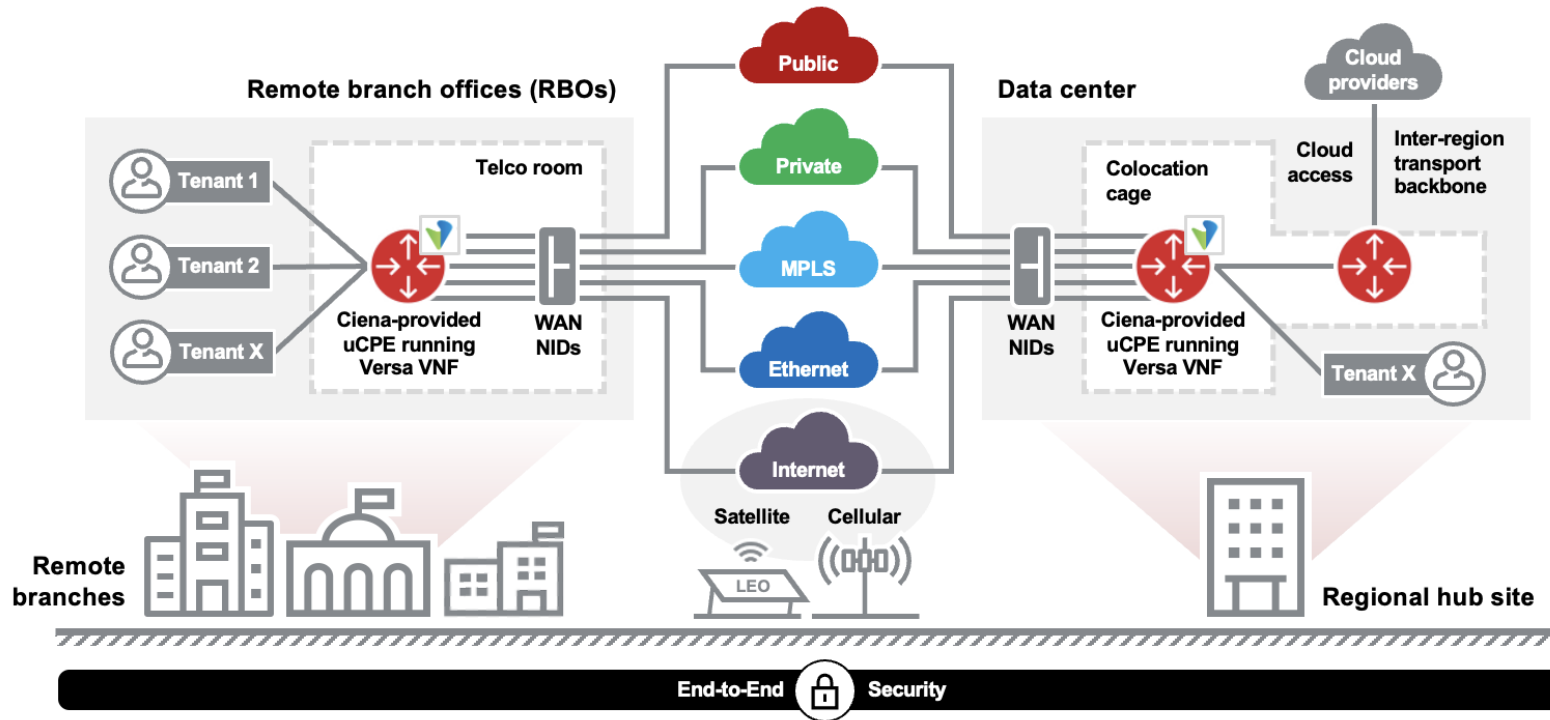 Remote branch offices (RBOs)
Tenant 1
Tenant 2
Tenant X
Telco room
Ciena-provided
uCPE running
Versa VNF
WAN
NIDs
Public
Private
MPLS
Ethernet
Internet
Satellite
Cellular
LEO
Data center
WAN
NIDs
Colocation
cage
Ciena-provided
uCPE running
Versa VNF
Cloud
providers
Cloud
access
Inter-region
transport
backbone
Tenant X
Remote
branches
Regional hub site
End-to-End
Security